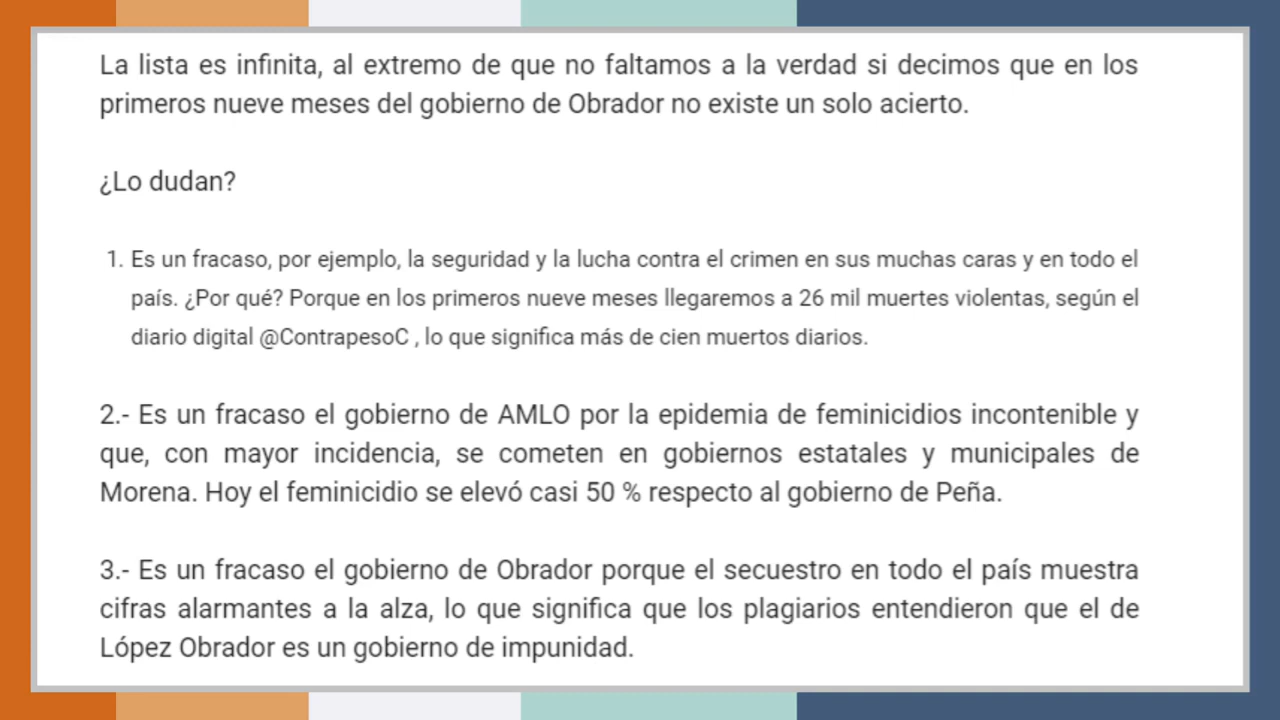 La lista es infinita, al extremo de que no faltamos a la verdad si decimos que en los
primeros nueve meses del gobierno de Obrador no existe un solo acierto.
¿Lo dudan?
1. Es un fracaso, por ejemplo, la seguridad y la lucha contra el crimen en sus muchas caras y en todo el
país. ¿Por qué? Porque en los primeros nueve meses llegaremos a 26 mil muertes violentas, según el
diario digital @ContrapesoC , lo que significa más de cien muertos diarios.
2.- Es un fracaso el gobierno de AMLO por la epidemia de feminicidios incontenible y
que, con mayor incidencia, se cometen en gobiernos estatales y municipales de
Morena. Hoy el feminicidio se elevó casi 50 % respecto al gobierno de Peña.
3.- Es un fracaso el gobierno de Obrador porque el secuestro en todo el país muestra
cifras alarmantes a la alza, lo que significa que los plagiarios entendieron que el de
López Obrador es un gobierno de impunidad.